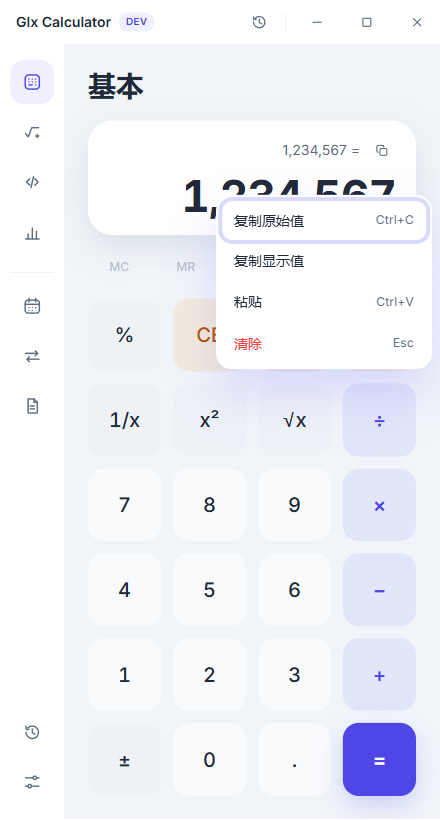 Glx Calculator DEV
基本
1,234,567 =
1,234,567
复制原始值 Ctrl+C
复制显示值
粘贴 Ctrl+V
清除 Esc
MC MR
% CE
1/x x² √x ÷
7 8 9 ×
4 5 6 −
1 2 3 +
± 0 . =